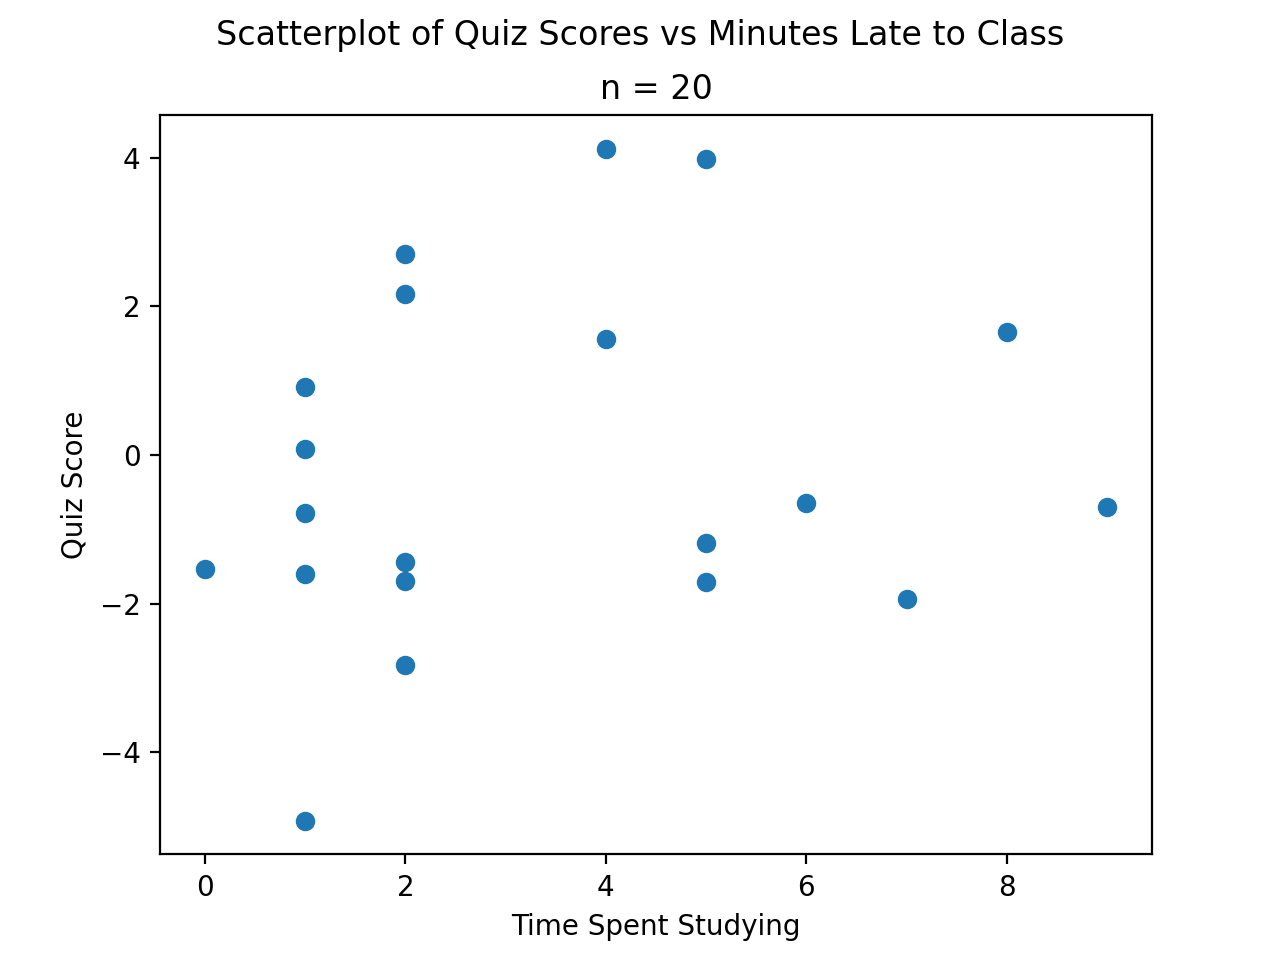 Scatterplot of Quiz Scores vs Minutes Late to Class
n = 20
4
2
0
−2
−4
Quiz Score
0 2 4 6 8
Time Spent Studying